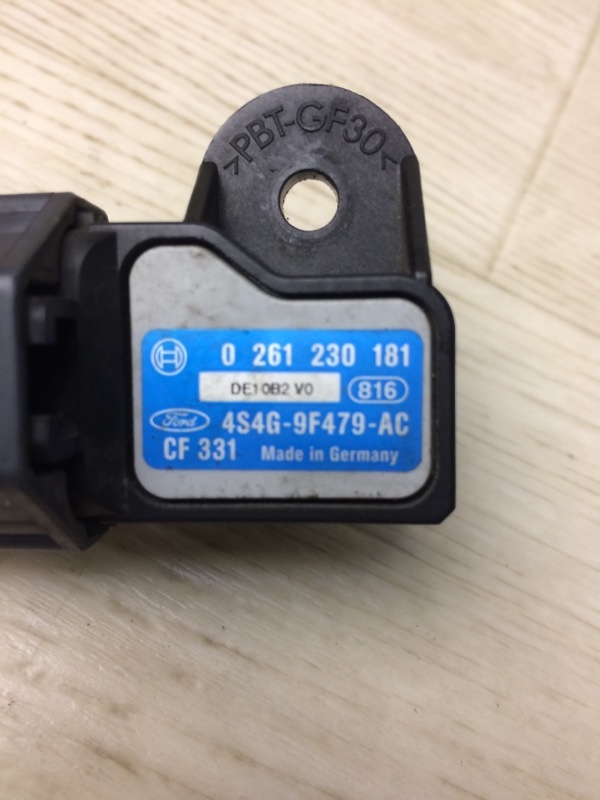 >PBT-GF30<
0 261 230 181
DE10B2 V0 816
Ford 4S4G-9F479-AC
CF 331 Made in Germany